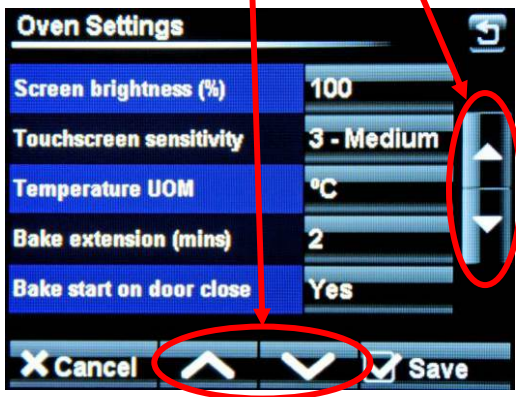 Oven Settings
Screen brightness (%) 100
Touchscreen sensitivity 3 - Medium
Temperature UOM ºC
Bake extension (mins) 2
Bake start on door close Yes
Cancel Save